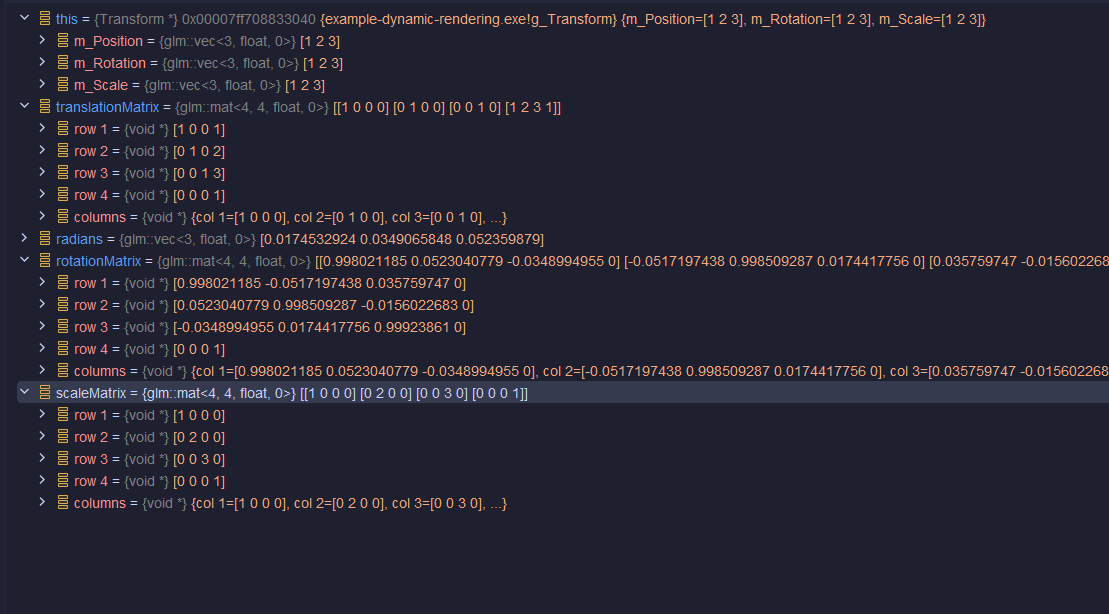 this = {Transform *} 0x00007ff708833040 {example-dynamic-rendering.exe!g_Transform} {m_Position=[1 2 3], m_Rotation=[1 2 3], m_Scale=[1 2 3]}
m_Position = {glm::vec<3, float, 0>} [1 2 3]
m_Rotation = {glm::vec<3, float, 0>} [1 2 3]
m_Scale = {glm::vec<3, float, 0>} [1 2 3]
translationMatrix = {glm::mat<4, 4, float, 0>} [[1 0 0 0] [0 1 0 0] [0 0 1 0] [1 2 3 1]]
row 1 = {void *} [1 0 0 1]
row 2 = {void *} [0 1 0 2]
row 3 = {void *} [0 0 1 3]
row 4 = {void *} [0 0 0 1]
columns = {void *} {col 1=[1 0 0 0], col 2=[0 1 0 0], col 3=[0 0 1 0], ...}
radians = {glm::vec<3, float, 0>} [0.0174532924 0.0349065848 0.052359879]
rotationMatrix = {glm::mat<4, 4, float, 0>} [[0.998021185 0.0523040779 -0.0348994955 0] [-0.0517197438 0.998509287 0.0174417756 0] [0.035759747 -0.015602268
row 1 = {void *} [0.998021185 -0.0517197438 0.035759747 0]
row 2 = {void *} [0.0523040779 0.998509287 -0.0156022683 0]
row 3 = {void *} [-0.0348994955 0.0174417756 0.99923861 0]
row 4 = {void *} [0 0 0 1]
columns = {void *} {col 1=[0.998021185 0.0523040779 -0.0348994955 0], col 2=[-0.0517197438 0.998509287 0.0174417756 0], col 3=[0.035759747 -0.015602268
scaleMatrix = {glm::mat<4, 4, float, 0>} [[1 0 0 0] [0 2 0 0] [0 0 3 0] [0 0 0 1]]
row 1 = {void *} [1 0 0 0]
row 2 = {void *} [0 2 0 0]
row 3 = {void *} [0 0 3 0]
row 4 = {void *} [0 0 0 1]
columns = {void *} {col 1=[1 0 0 0], col 2=[0 2 0 0], col 3=[0 0 3 0], ...}